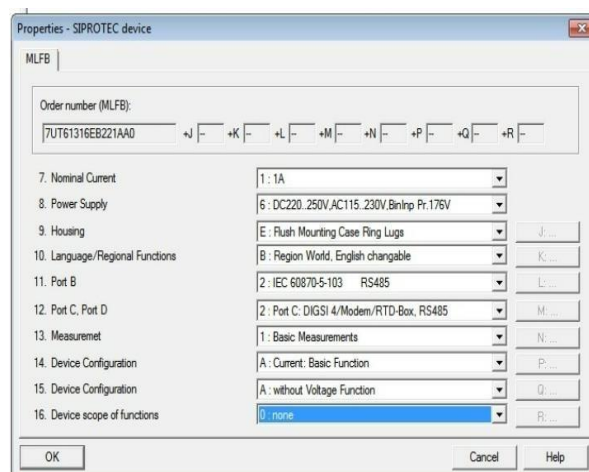 Properties - SIPROTEC device
MLFB
Order number (MLFB):
7UT61316EB221AA0 +J - +K - +L - +M - +N - +P - +Q - +R -
7. Nominal Current 1 : 1A
8. Power Supply 6 : DC220..250V,AC115..230V,BinInp Pr.176V
9. Housing E : Flush Mounting Case Ring Lugs J: ...
10. Language/Regional Functions B : Region World, English changable K: ...
11. Port B 2 : IEC 60870-5-103 RS485 L: ...
12. Port C, Port D 2 : Port C: DIGSI 4/Modem/RTD-Box, RS485 M: ...
13. Measuremet 1 : Basic Measurements N: ...
14. Device Configuration A : Current: Basic Function P: ...
15. Device Configuration A : without Voltage Function Q: ...
16. Device scope of functions 0 : none R: ...
OK Cancel Help